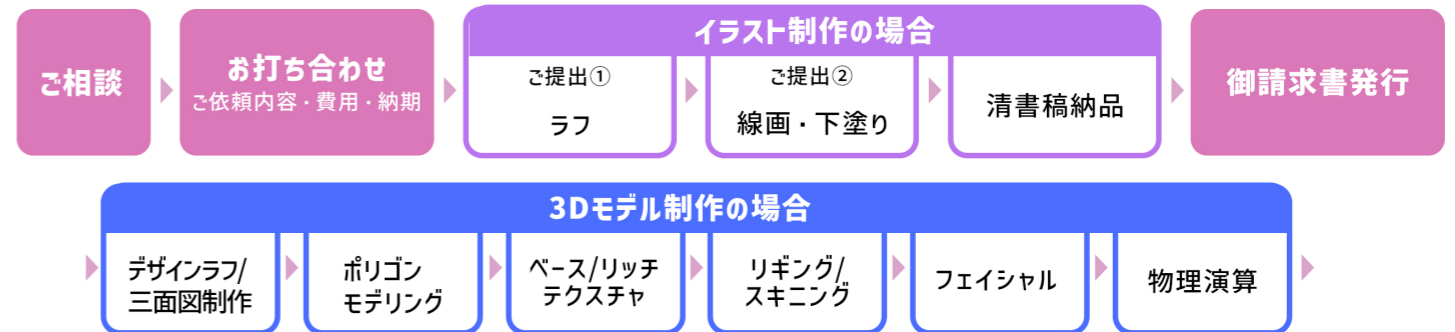 ご相談
お打ち合わせ
ご依頼内容・費用・納期
イラスト制作の場合
ご提出①
ラフ
ご提出②
線画・下塗り
清書稿納品
御請求書発行
3Dモデル制作の場合
デザインラフ/
三面図制作
ポリゴン
モデリング
ベース/リッチ
テクスチャ
リギング/
スキニング
フェイシャル
物理演算